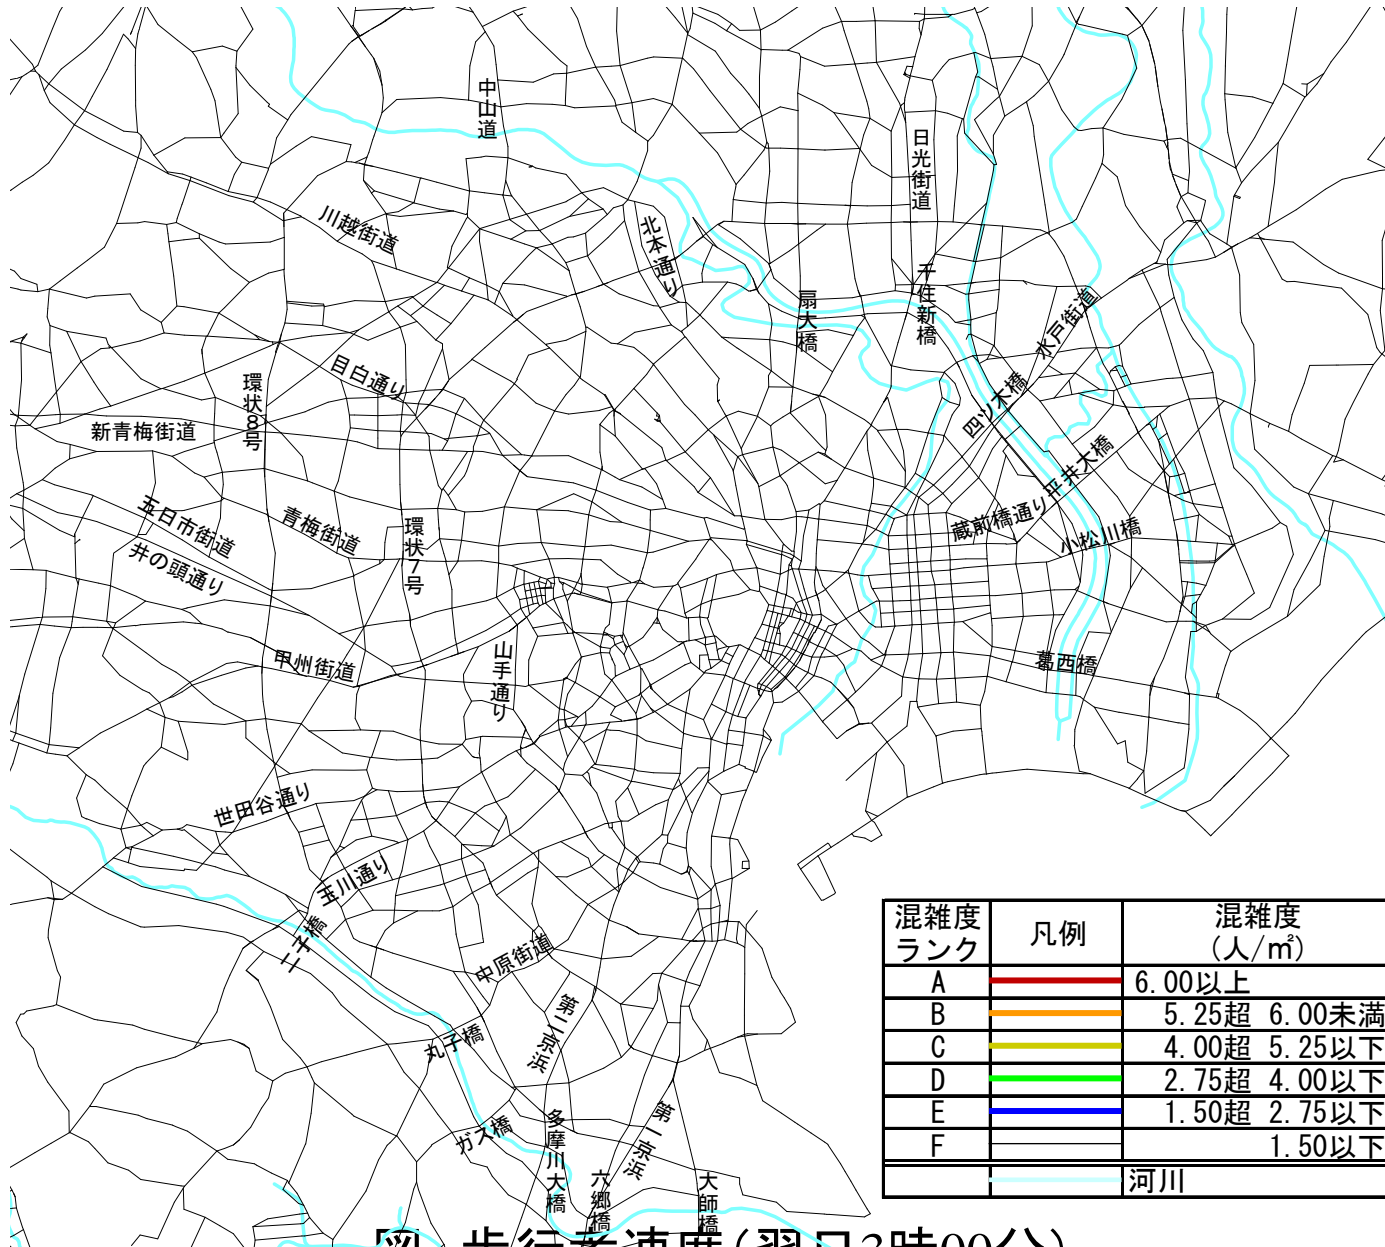 中山道
日光街道
川越街道
北本通り
千住新橋
扇大橋
水戸街道
目白通り
環状8号
四ツ木橋
新青梅街道
平井大橋
五日市街道
青梅街道
環状7号
蔵前橋通り
小松川橋
井の頭通り
甲州街道
山手通り
葛西橋
世田谷通り
玉川通り
二子橋
中原街道
第二京浜
丸子橋
ガス橋
多摩川大橋
第一京浜
六郷橋
大師橋
混雑度ランク 凡例 混雑度(人/㎡)
A 6.00以上
B 5.25超 6.00未満
C 4.00超 5.25以下
D 2.75超 4.00以下
E 1.50超 2.75以下
F 1.50以下
河川